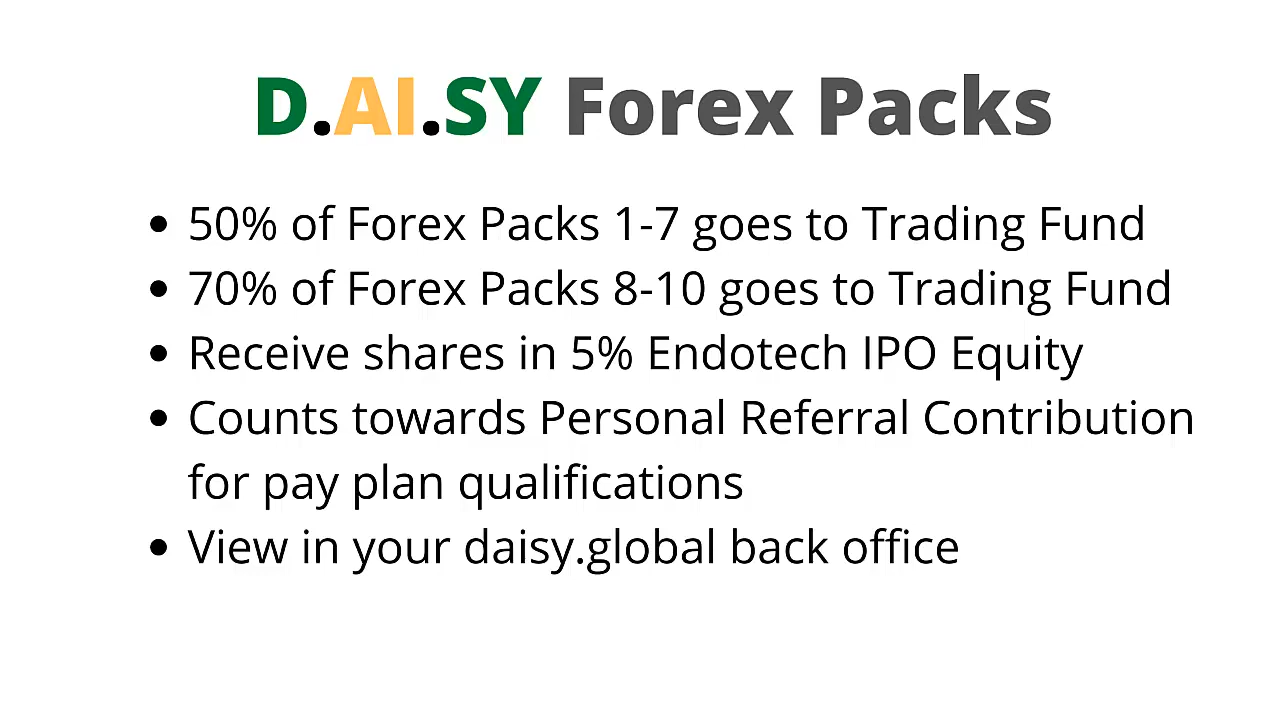 D.AI.SY Forex Packs
• 50% of Forex Packs 1-7 goes to Trading Fund
• 70% of Forex Packs 8-10 goes to Trading Fund
• Receive shares in 5% Endotech IPO Equity
• Counts towards Personal Referral Contribution
for pay plan qualifications
• View in your daisy.global back office